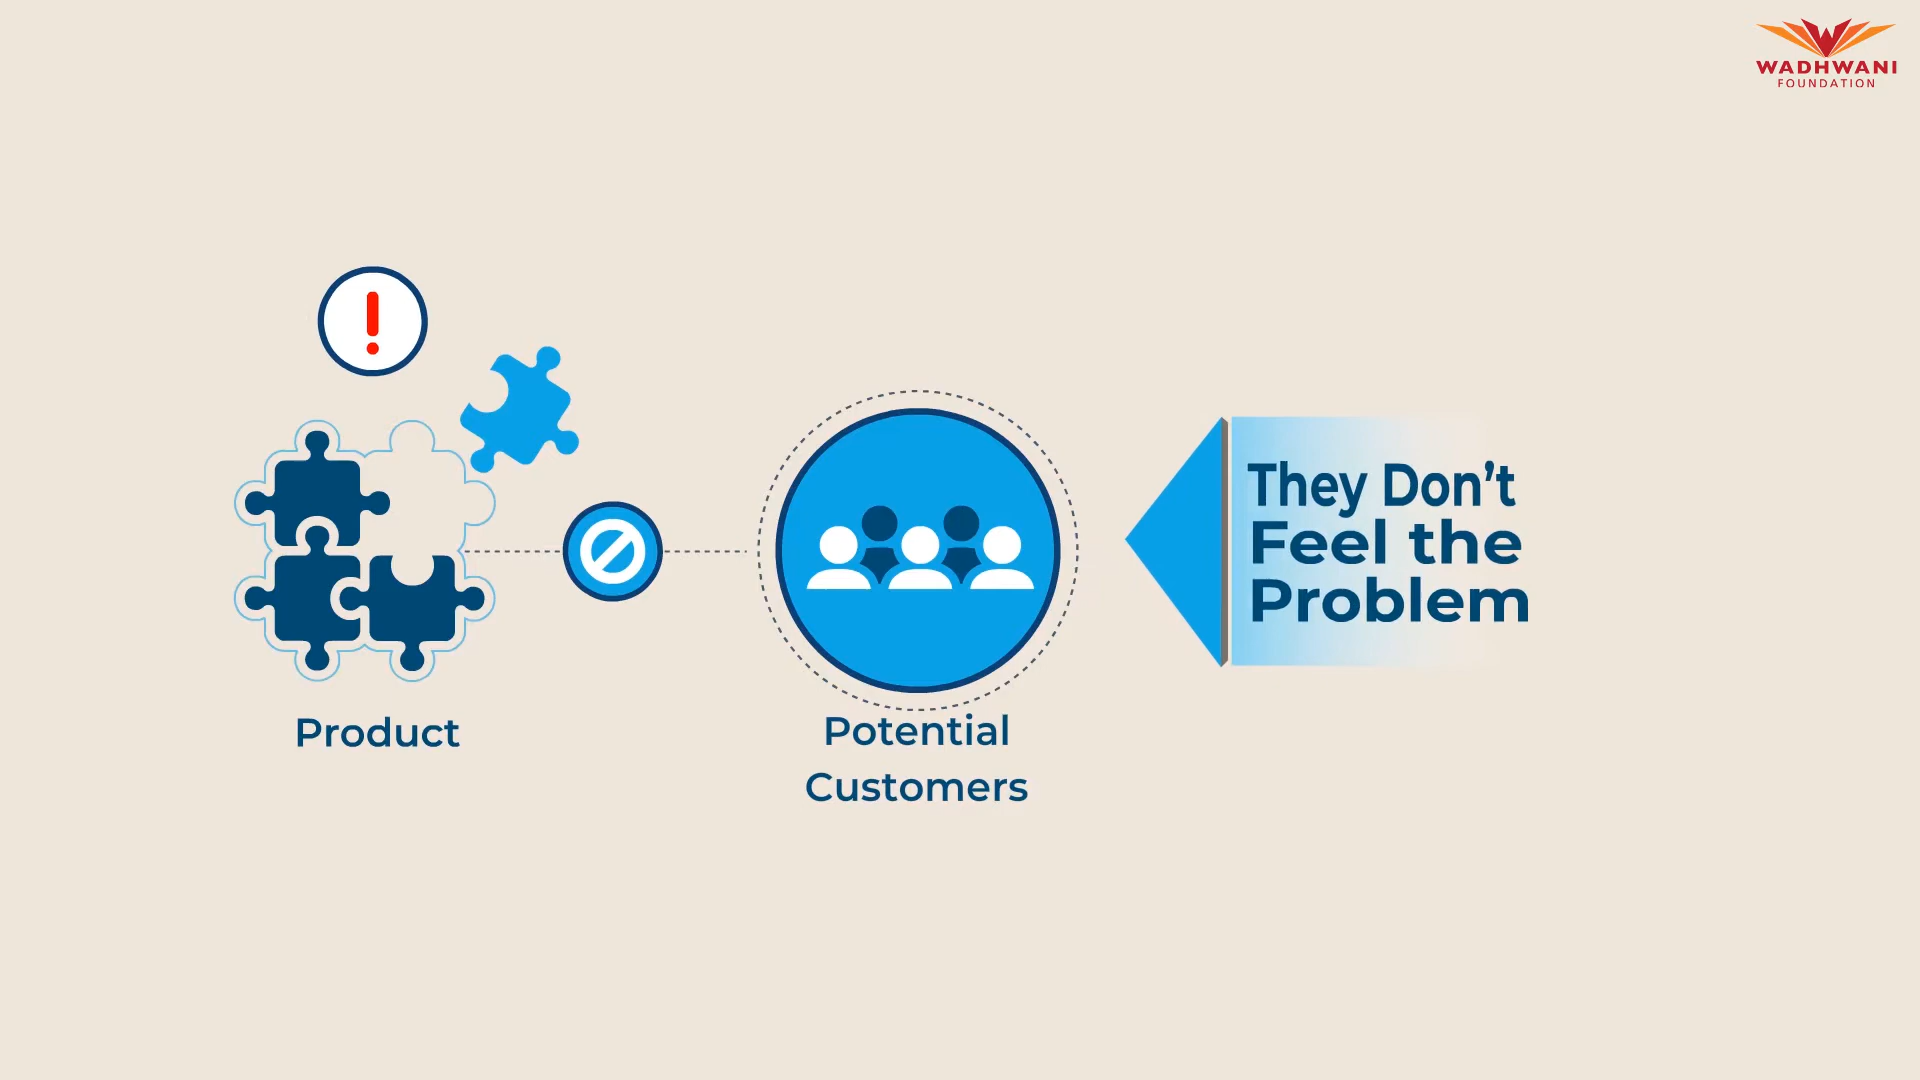 WADHWANI
FOUNDATION
They Don't
Feel the
Problem
Product
Potential
Customers